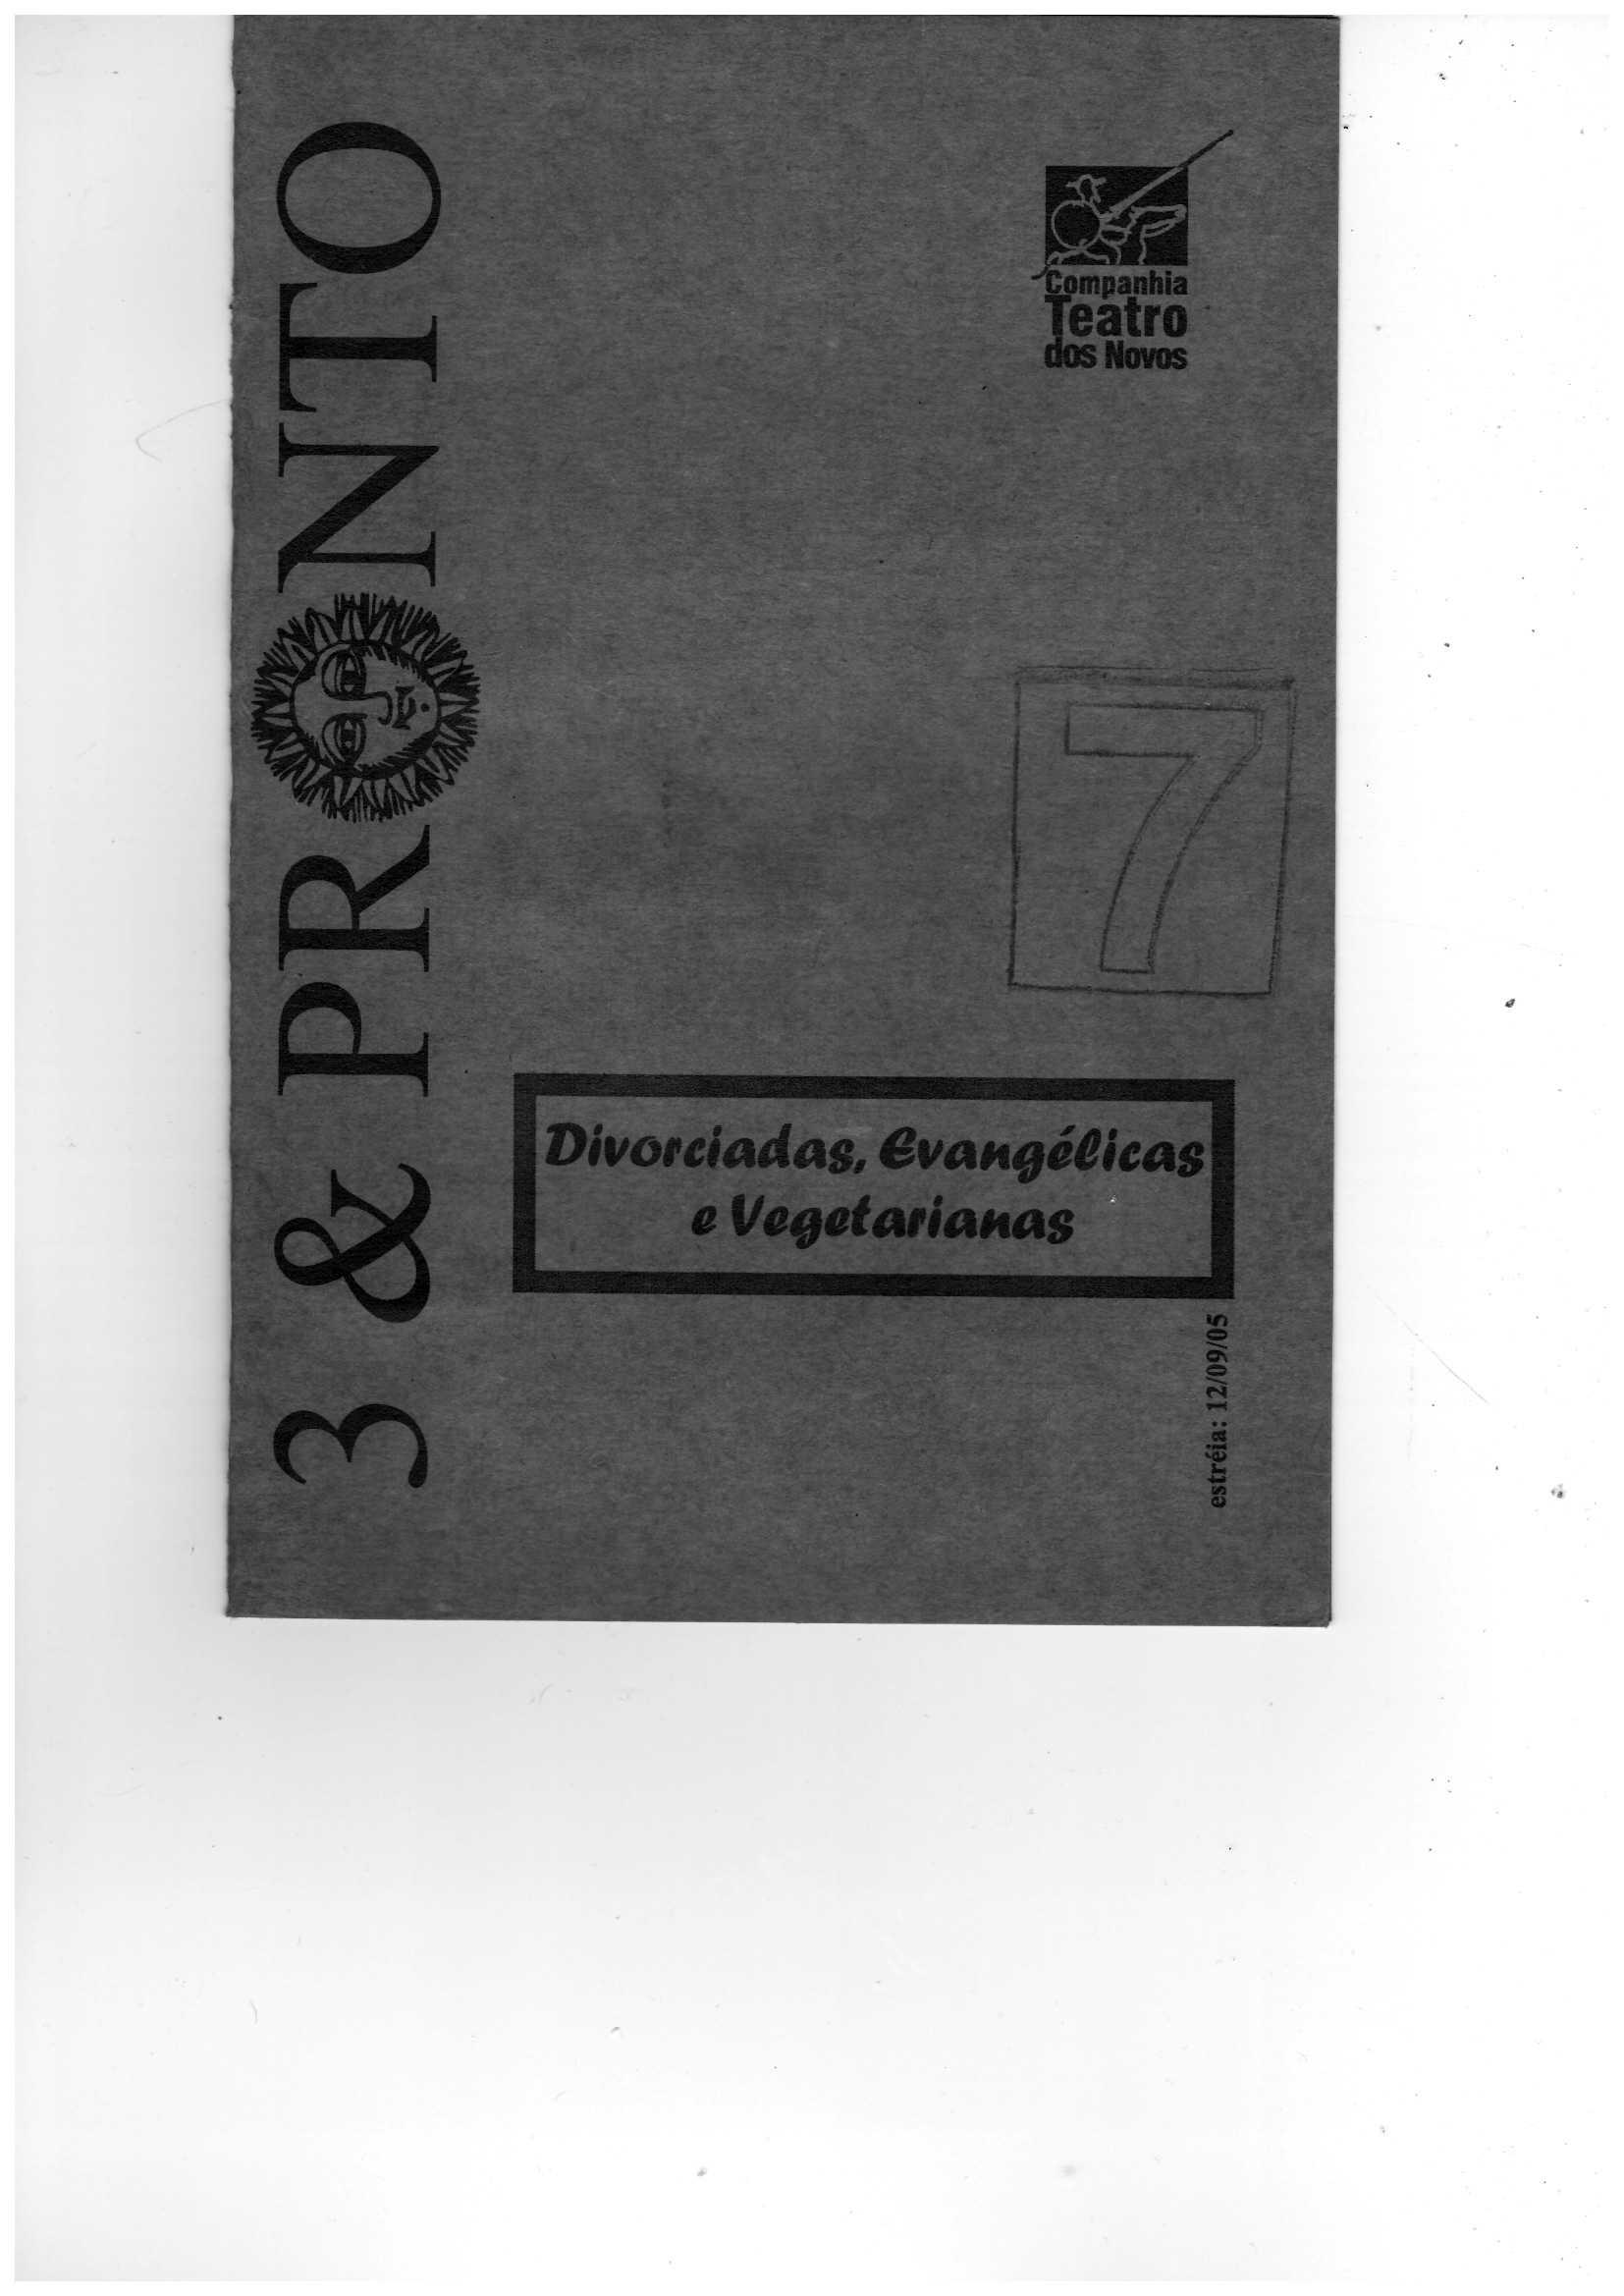 3 & PRONTO
Companhia
Teatro
dos Novos
7
Divorciadas, Evangélicas
e Vegetarianas
estréia: 12/09/05